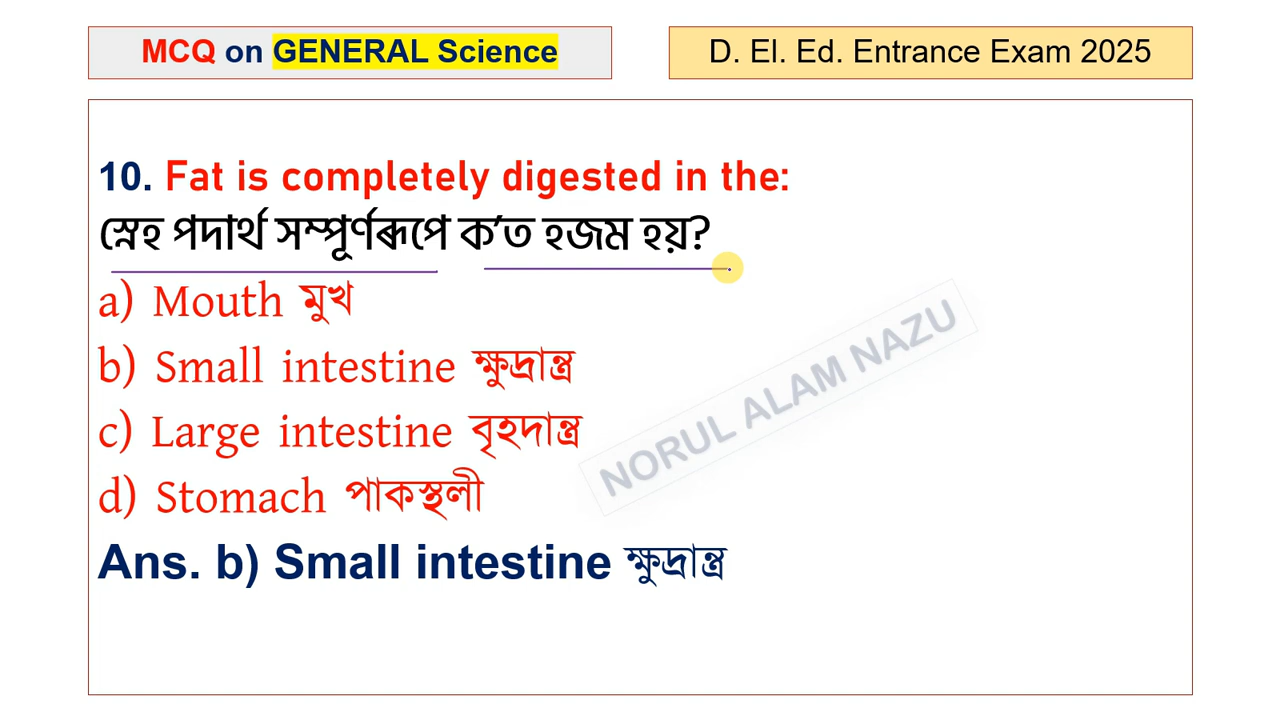 MCQ on GENERAL Science
D. El. Ed. Entrance Exam 2025
10. Fat is completely digested in the:
স্নেহ পদাৰ্থ সম্পূৰ্ণৰূপে ক’ত হজম হয়?
a) Mouth মুখ
b) Small intestine ক্ষুদ্ৰান্ত্ৰ
c) Large intestine বৃহদান্ত্ৰ
d) Stomach পাকস্থলী
NORUL ALAM NAZU
Ans. b) Small intestine ক্ষুদ্ৰান্ত্ৰ